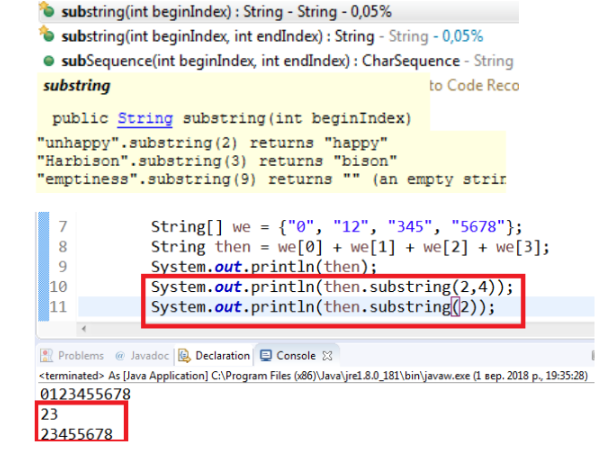 substring(int beginIndex) : String - String - 0,05%
substring(int beginIndex, int endIndex) : String - String - 0,05%
subSequence(int beginIndex, int endIndex) : CharSequence - String
substring to Code Reco
public String substring(int beginIndex)
"unhappy".substring(2) returns "happy"
"Harbison".substring(3) returns "bison"
"emptiness".substring(9) returns "" (an empty strin
7 String[] we = {"0", "12", "345", "5678"};
8 String then = we[0] + we[1] + we[2] + we[3];
9 System.out.println(then);
10 System.out.println(then.substring(2,4));
11 System.out.println(then.substring(2));
Problems @ Javadoc Declaration Console
<terminated> As [Java Application] C:\Program Files (x86)\Java\jre1.8.0_181\bin\javaw.exe (1 вер. 2018 р., 19:35:28)
0123455678
23
23455678